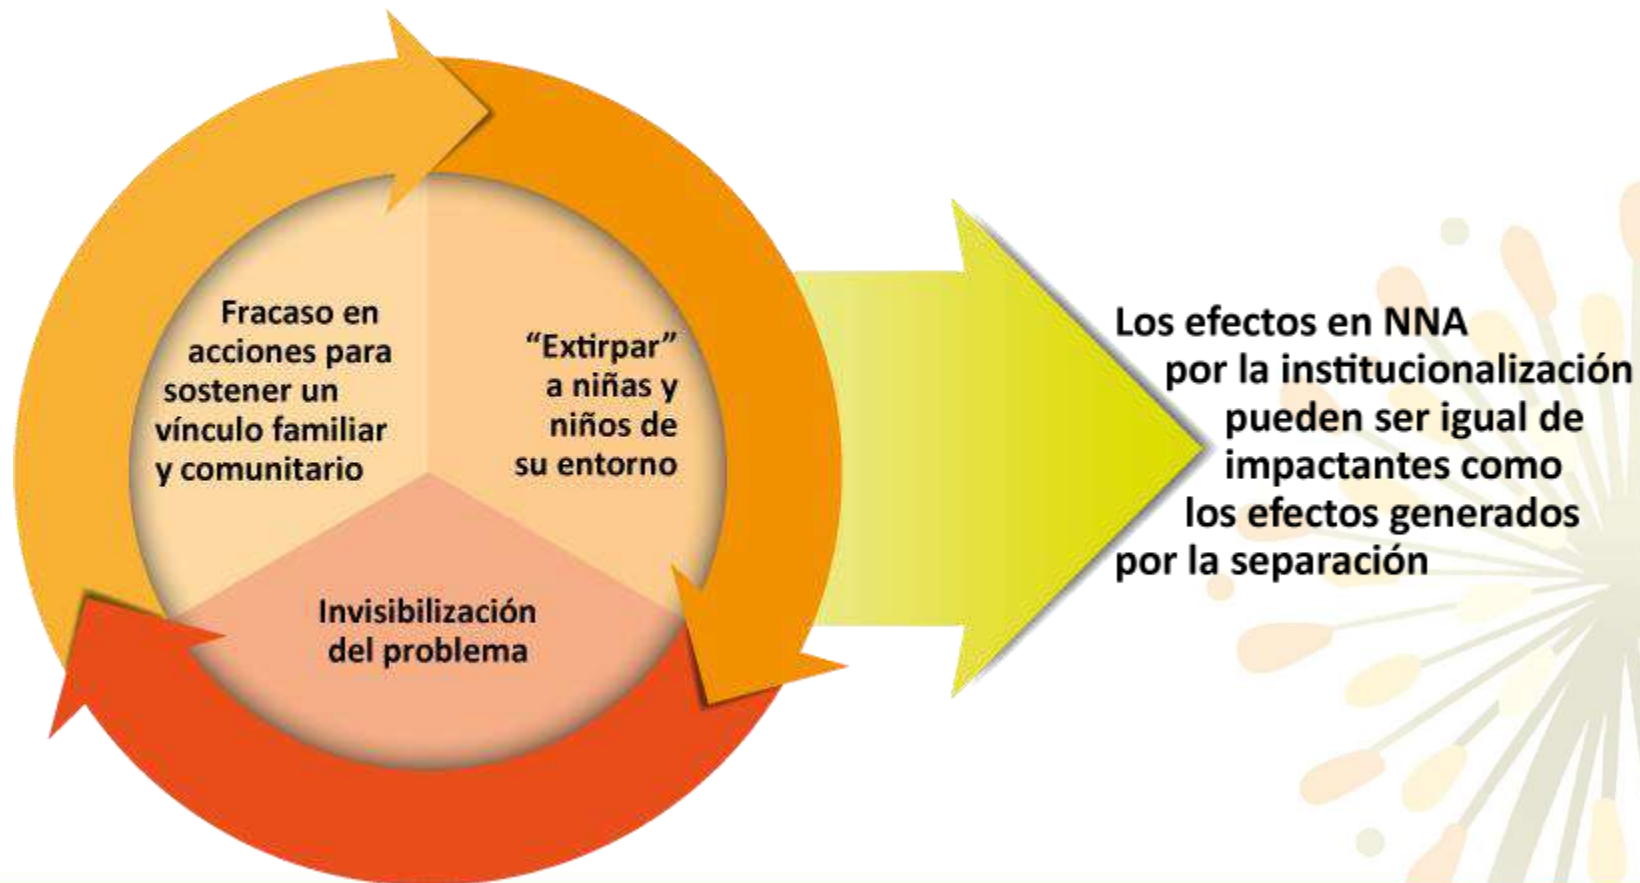 Fracaso en
acciones para
sostener un
vínculo familiar
y comunitario
“Extirpar”
a niñas y
niños de
su entorno
Invisibilización
del problema
Los efectos en NNA
por la institucionalización
pueden ser igual de
impactantes como
los efectos generados
por la separación